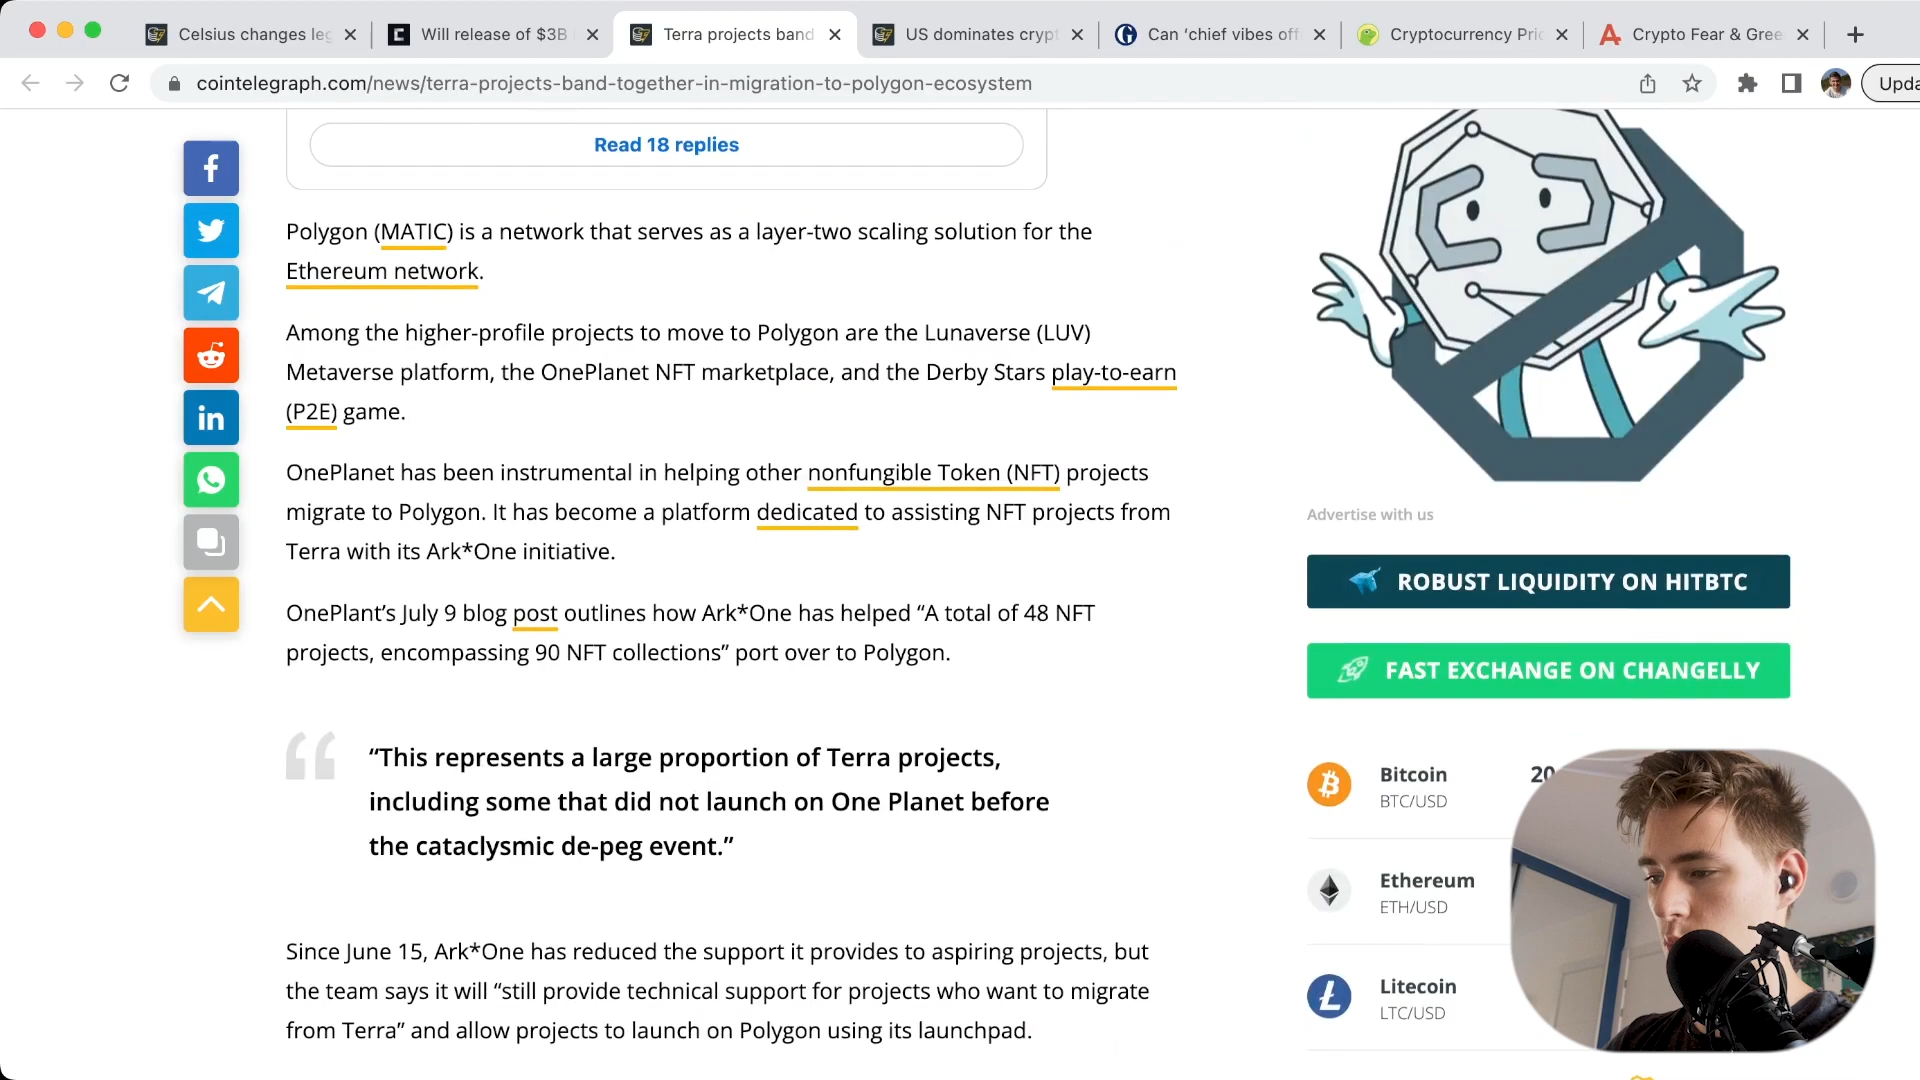 Celsius changes leg
Will release of $3B
Terra projects band
US dominates crypt
Can ‘chief vibes off
Cryptocurrency Pric
Crypto Fear & Gree
cointelegraph.com/news/terra-projects-band-together-in-migration-to-polygon-ecosystem
Upda
Read 18 replies
Polygon (MATIC) is a network that serves as a layer-two scaling solution for the
Ethereum network.
Among the higher-profile projects to move to Polygon are the Lunaverse (LUV)
Metaverse platform, the OnePlanet NFT marketplace, and the Derby Stars play-to-earn
(P2E) game.
OnePlanet has been instrumental in helping other nonfungible Token (NFT) projects
migrate to Polygon. It has become a platform dedicated to assisting NFT projects from
Terra with its Ark*One initiative.
OnePlant’s July 9 blog post outlines how Ark*One has helped “A total of 48 NFT
projects, encompassing 90 NFT collections” port over to Polygon.
“This represents a large proportion of Terra projects,
including some that did not launch on One Planet before
the cataclysmic de-peg event.”
Since June 15, Ark*One has reduced the support it provides to aspiring projects, but
the team says it will “still provide technical support for projects who want to migrate
from Terra” and allow projects to launch on Polygon using its launchpad.
Advertise with us
ROBUST LIQUIDITY ON HITBTC
FAST EXCHANGE ON CHANGELLY
Bitcoin 20
BTC/USD
Ethereum
ETH/USD
Litecoin
LTC/USD